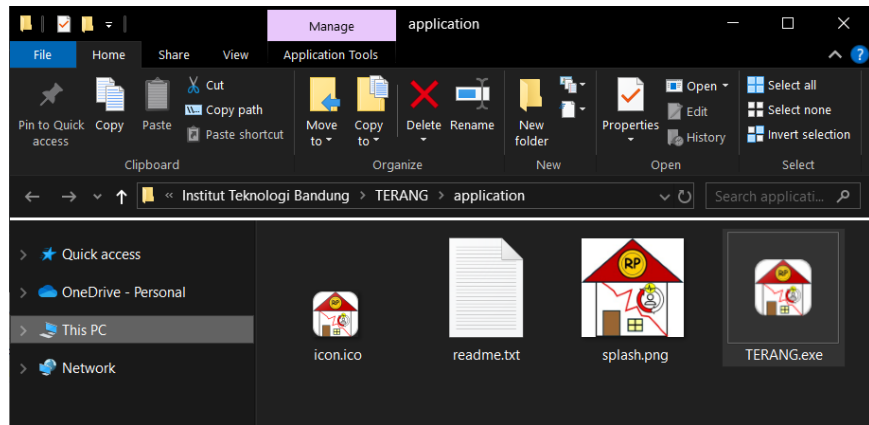 Manage
application
File
Home
Share
View
Application Tools
?
Pin to Quick access
Copy
Paste
Cut
Copy path
Paste shortcut
Clipboard
Move to
Copy to
Delete
Rename
Organize
New folder
New
Properties
Open
Edit
History
Open
Select all
Select none
Invert selection
Select
« Institut Teknologi Bandung > TERANG > application
Search applicati...
Quick access
OneDrive - Personal
This PC
Network
RP
RP
RP
icon.ico
readme.txt
splash.png
TERANG.exe